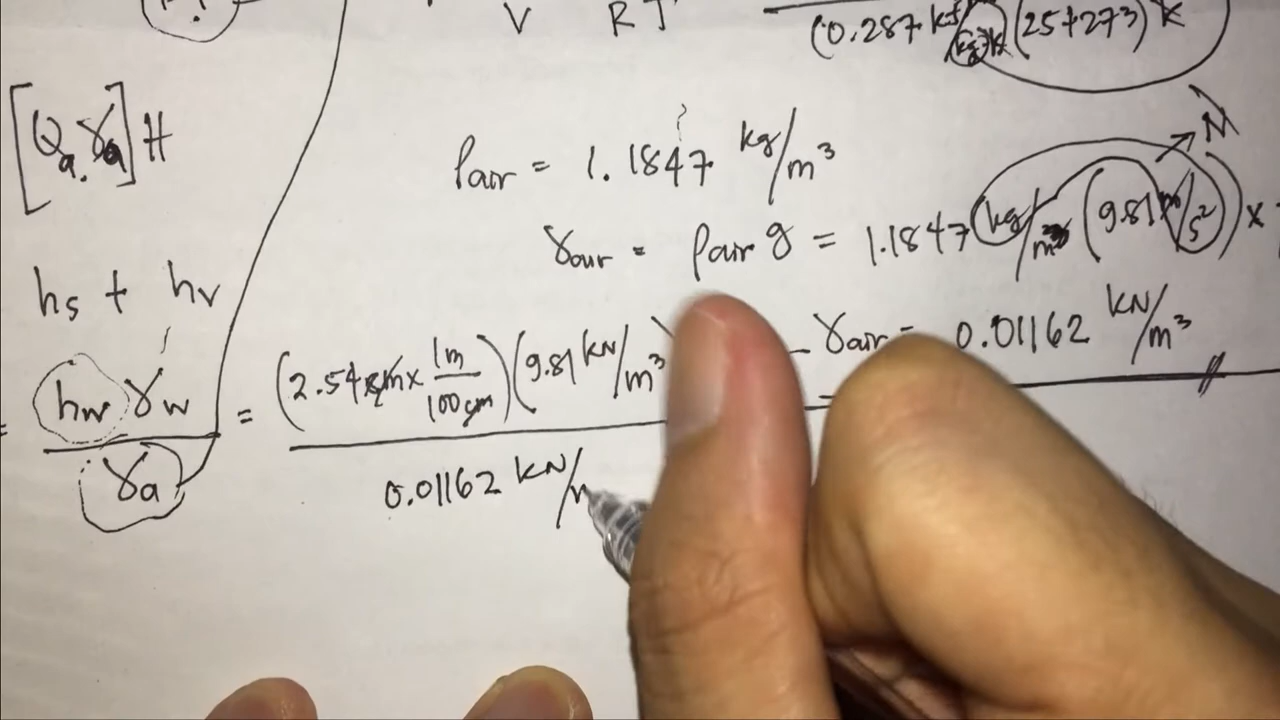 V RT (0.287 kJ/kg·K)(25+273) K
[Qa γa] H
ρair = 1.1847 kg/m³
γair = ρair g = 1.1847 kg/m³ (9.81 m/s²) x
N
hs + hv
γair = 0.01162 kN/m³
= hw γw / γa = (2.54 cm x 1m/100cm)(9.81 kN/m³) / 0.01162 kN/